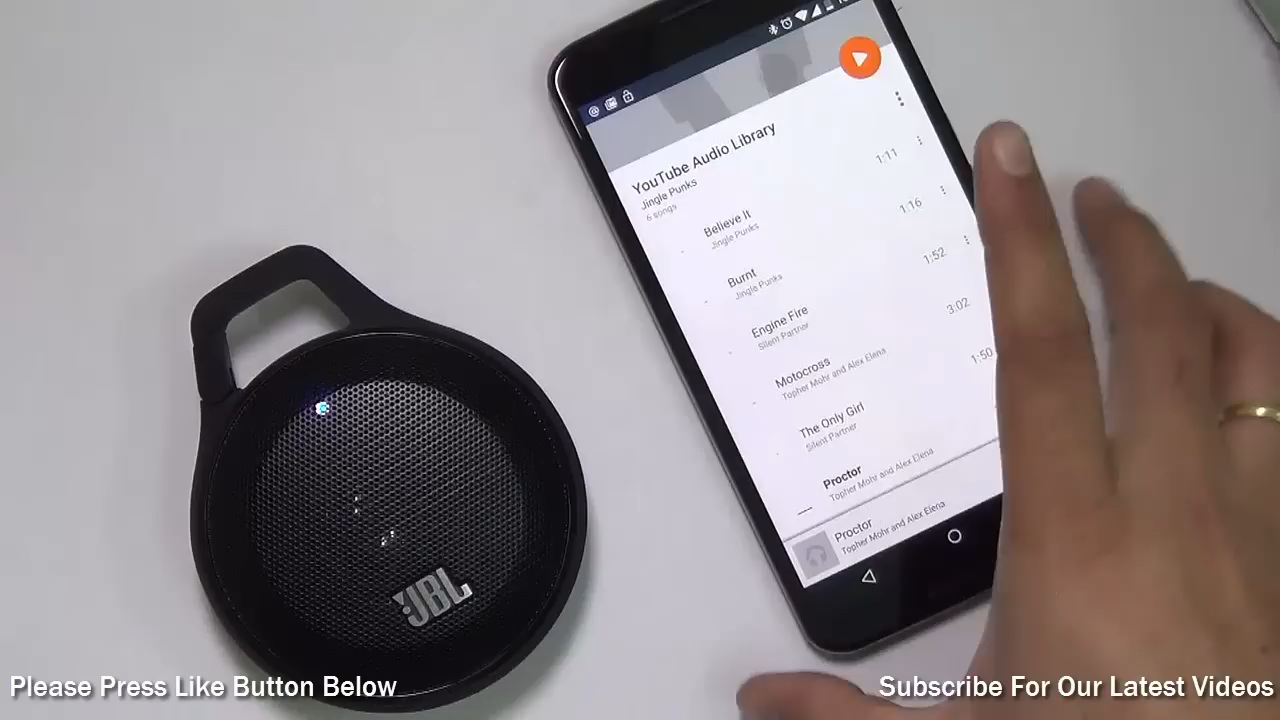 YouTube Audio Library
Jingle Punks
6 songs
Believe It
Jingle Punks
1:11
Burnt
Jingle Punks
1:16
Engine Fire
Silent Partner
1:52
Motocross
Topher Mohr and Alex Elena
3:02
The Only Girl
Silent Partner
1:50
Proctor
Topher Mohr and Alex Elena
Proctor
Topher Mohr and Alex Elena
JBL
Please Press Like Button Below
Subscribe For Our Latest Videos